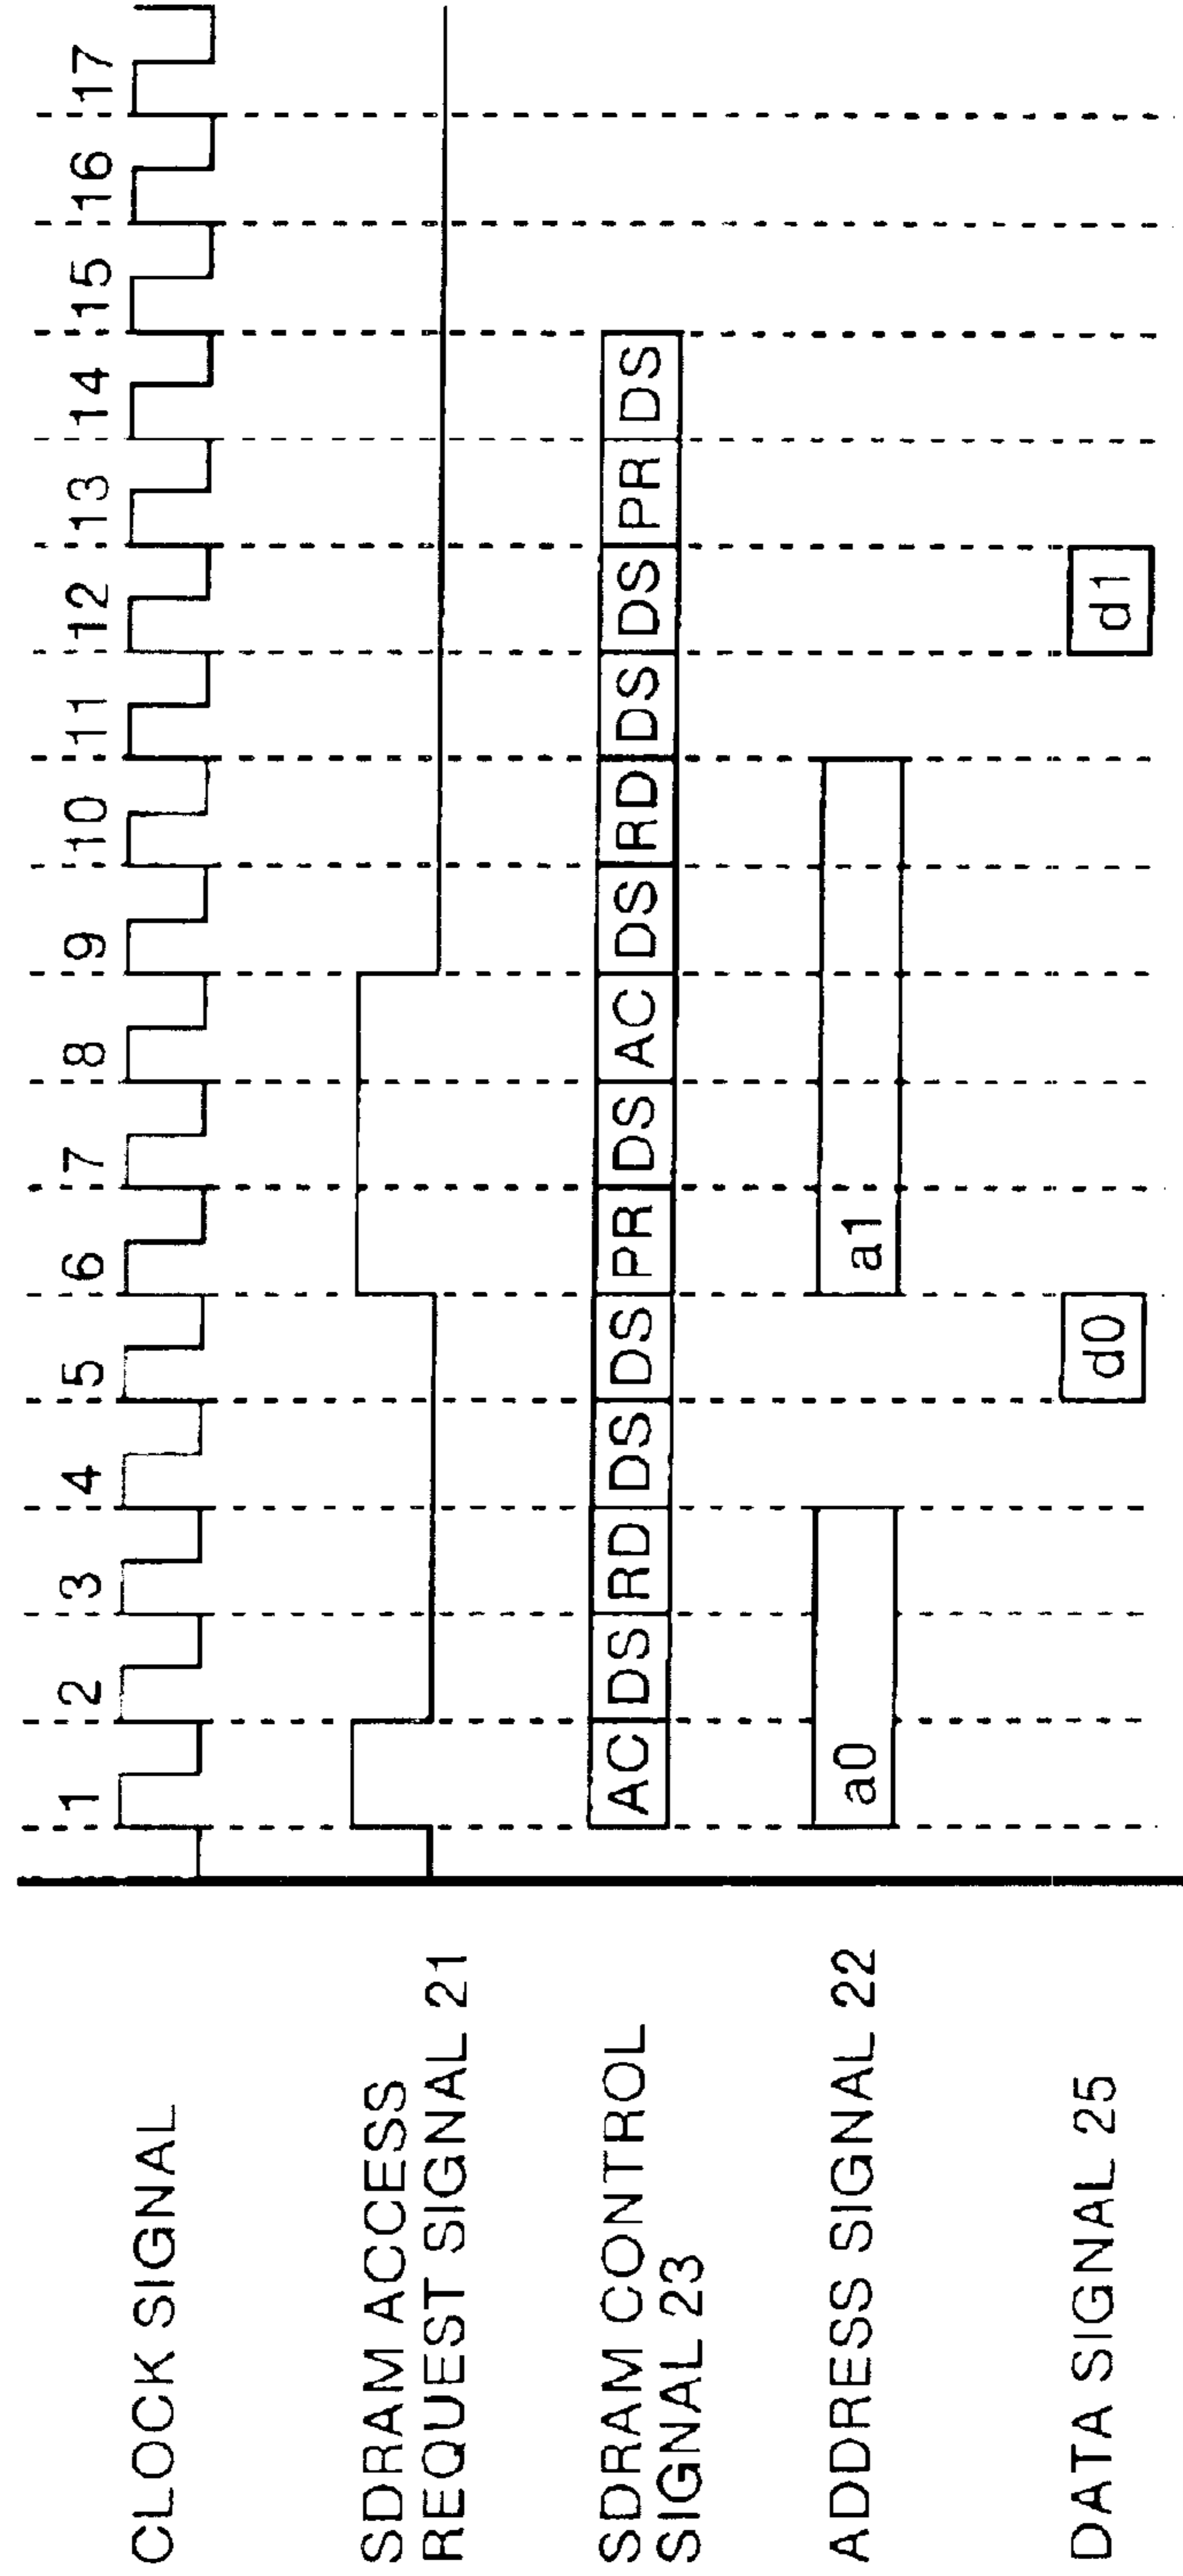 CLOCK SIGNAL
1 2 3 4 5 6 7 8 9 10 11 12 13 14 15 16 17
SDRAM ACCESS
REQUEST SIGNAL 21
SDRAM CONTROL
SIGNAL 23
AC DS RD DS DS PR DS AC DS RD DS DS PR DS
ADDRESS SIGNAL 22
a0 a1
DATA SIGNAL 25
d0 d1